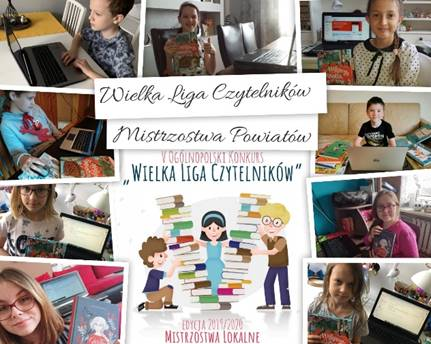 Wielka Liga Czytelników
Mistrzostwa Powiatów
V Ogólnopolski Konkurs
„Wielka Liga Czytelników”
Edycja 2019/2020
Mistrzostwa Lokalne